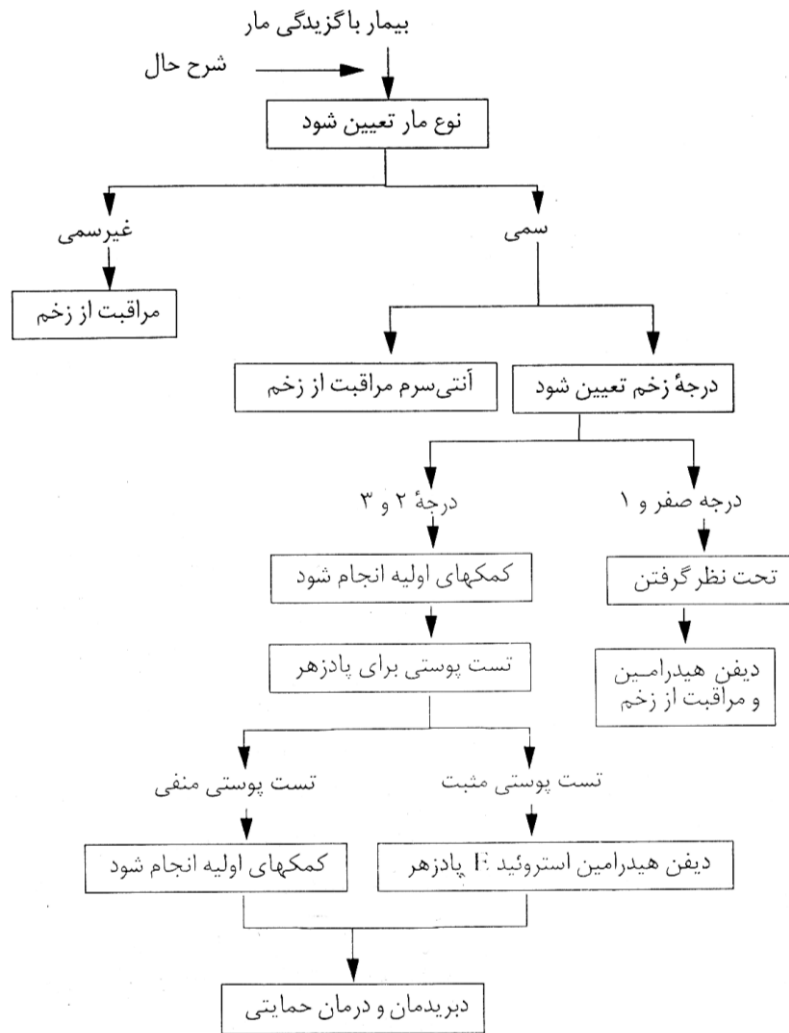 بیمار با گزیدگی مار
شرح حال
نوع مار تعیین شود
سمی
غیرسمی
مراقبت از زخم
درجهٔ زخم تعیین شود
آنتی‌سرم مراقبت از زخم
درجه صفر و ۱
درجهٔ ۲ و ۳
تحت نظر گرفتن
کمکهای اولیه انجام شود
دیفن هیدرامین
و مراقبت از زخم
تست پوستی برای پادزهر
تست پوستی مثبت
تست پوستی منفی
دیفن هیدرامین استروئید پادزهر
کمکهای اولیه انجام شود
دبریدمان و درمان حمایتی